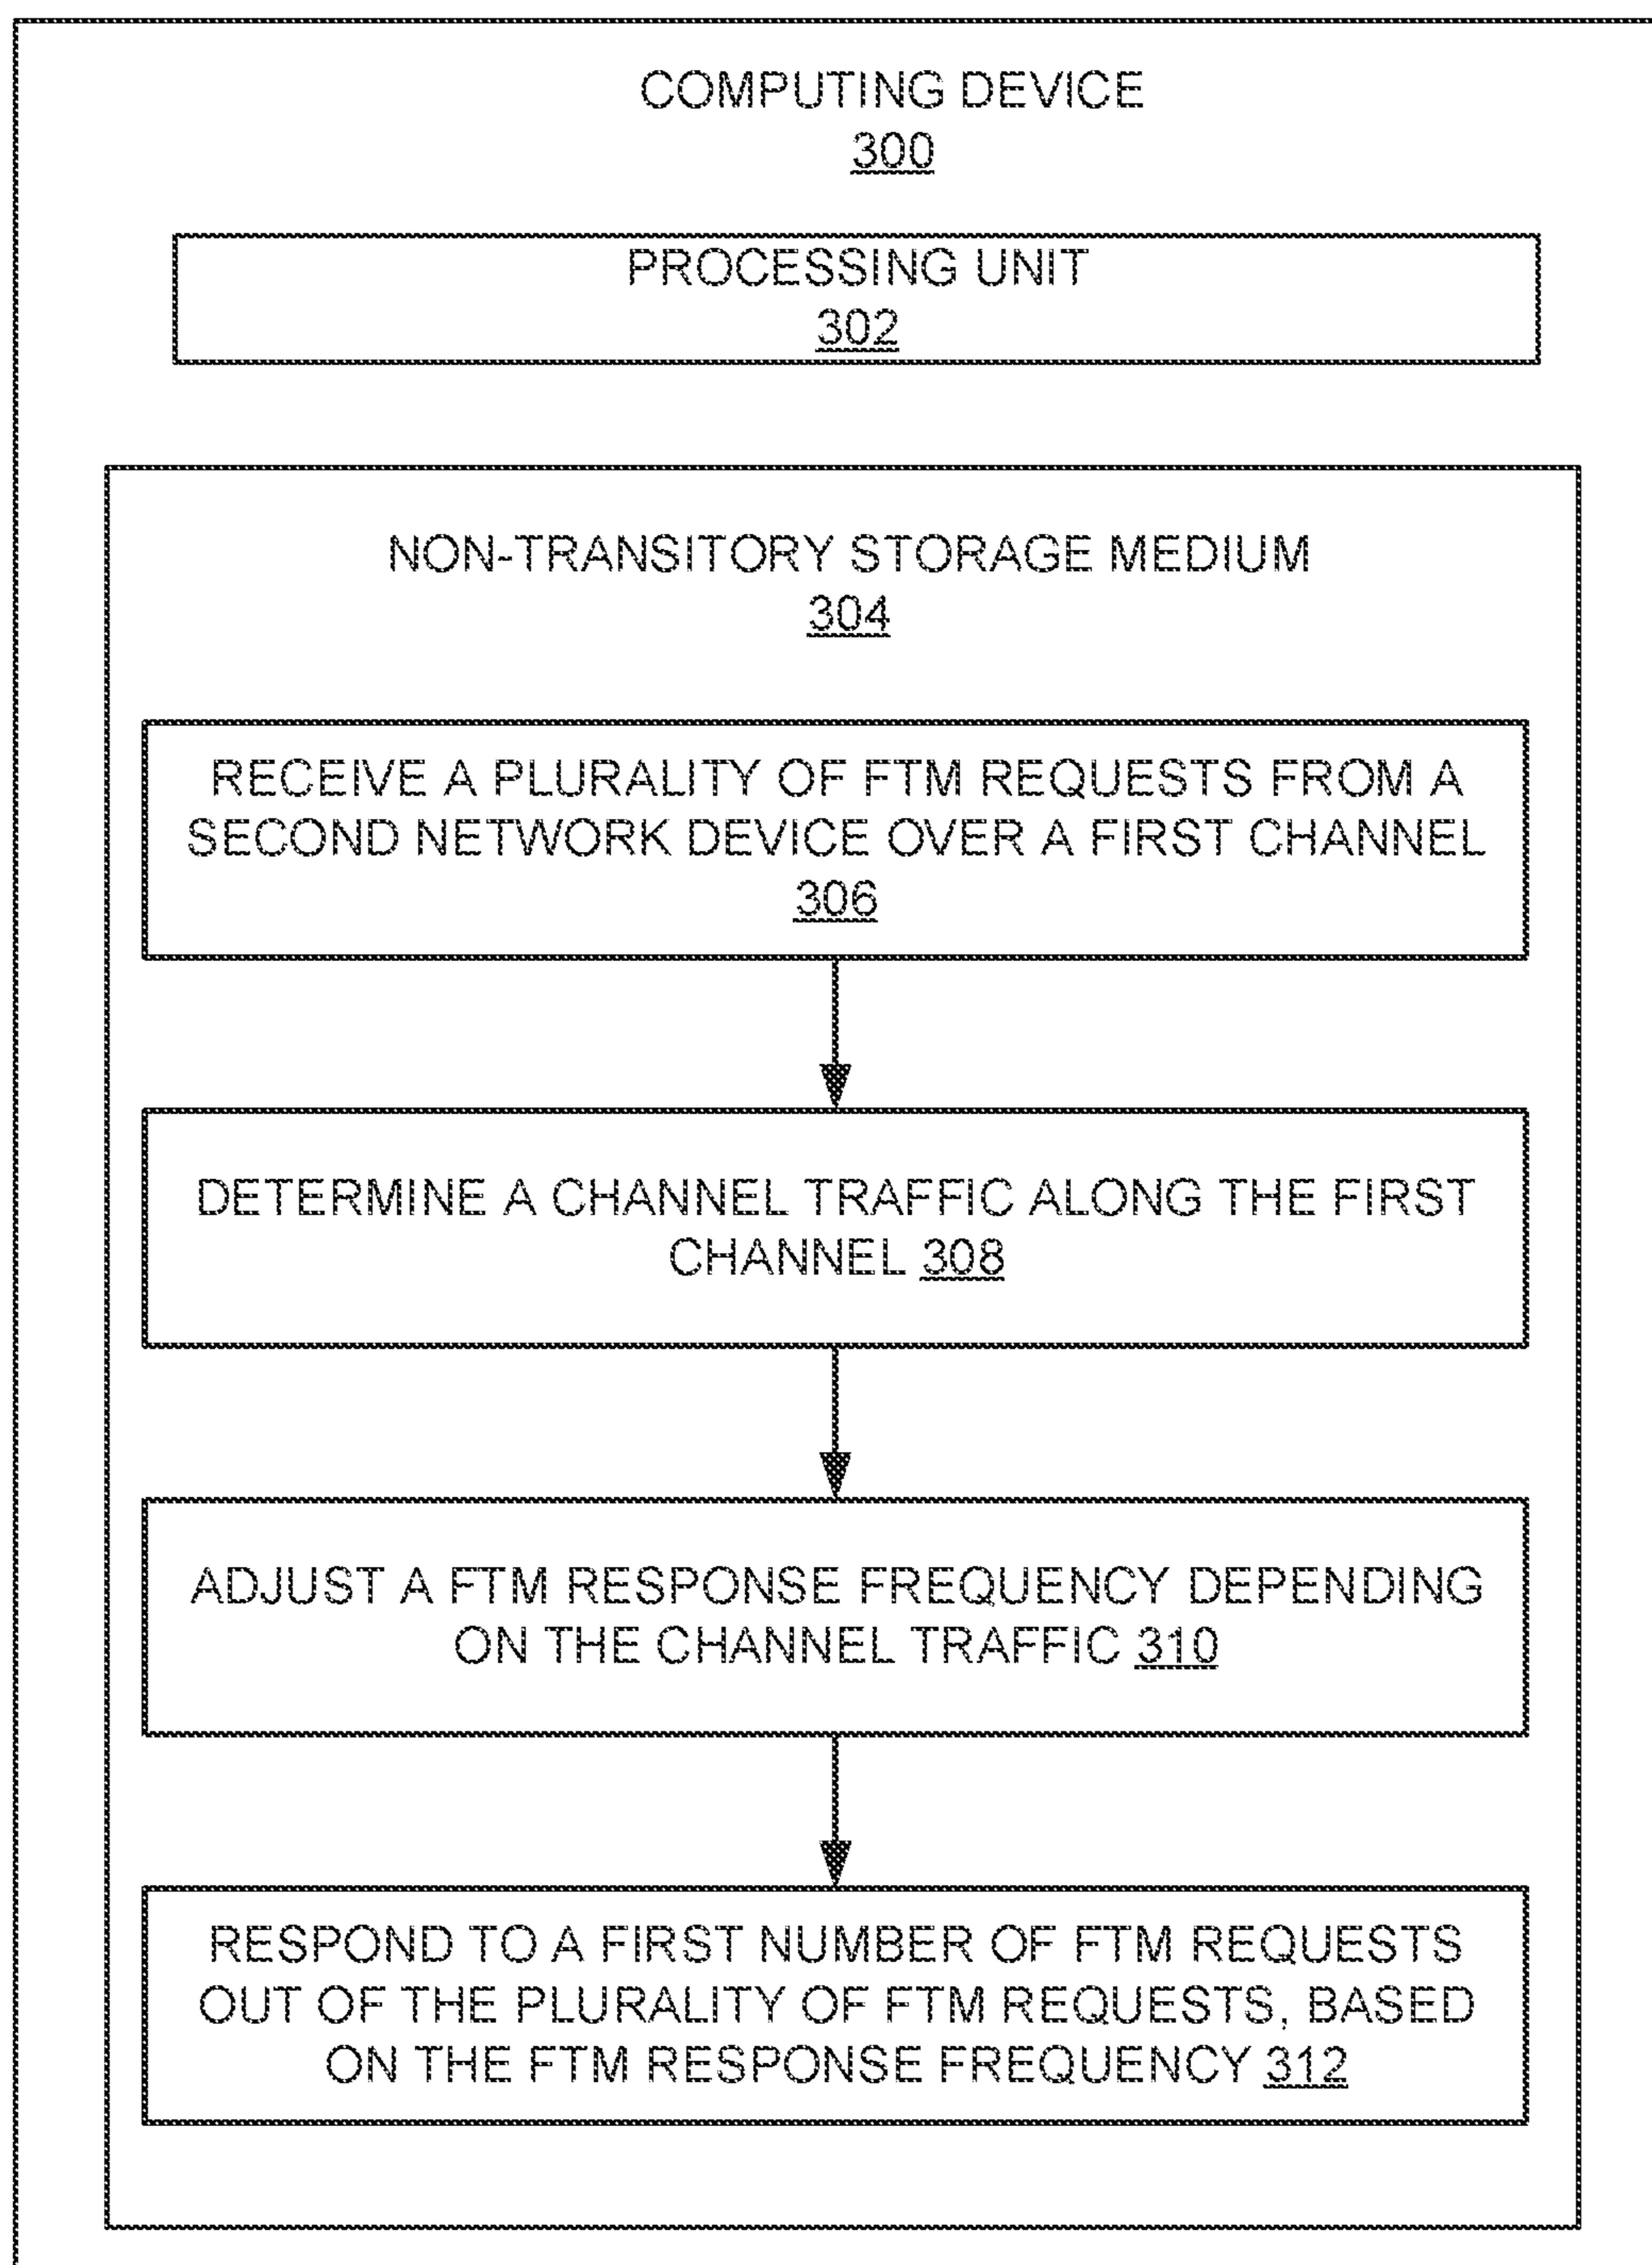 COMPUTING DEVICE
300
PROCESSING UNIT
302
NON-TRANSITORY STORAGE MEDIUM
304
RECEIVE A PLURALITY OF FTM REQUESTS FROM A
SECOND NETWORK DEVICE OVER A FIRST CHANNEL
306
DETERMINE A CHANNEL TRAFFIC ALONG THE FIRST
CHANNEL 308
ADJUST A FTM RESPONSE FREQUENCY DEPENDING
ON THE CHANNEL TRAFFIC 310
RESPOND TO A FIRST NUMBER OF FTM REQUESTS
OUT OF THE PLURALITY OF FTM REQUESTS, BASED
ON THE FTM RESPONSE FREQUENCY 312